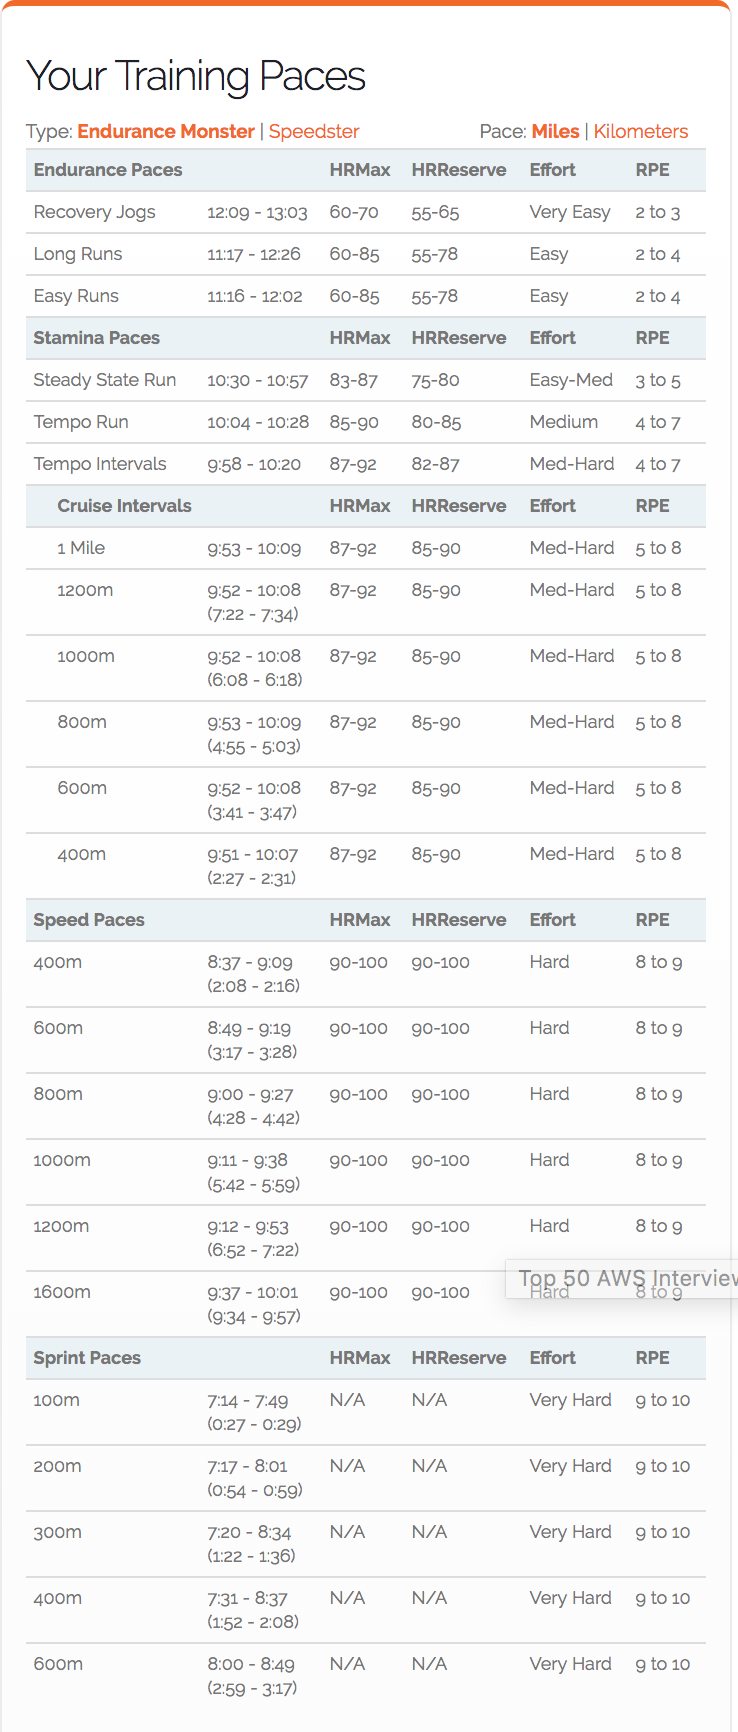 Your Training Paces
Type: Endurance Monster | Speedster Pace: Miles | Kilometers
Endurance Paces HRMax HRReserve Effort RPE
Recovery Jogs 12:09 - 13:03 60-70 55-65 Very Easy 2 to 3
Long Runs 11:17 - 12:26 60-85 55-78 Easy 2 to 4
Easy Runs 11:16 - 12:02 60-85 55-78 Easy 2 to 4
Stamina Paces HRMax HRReserve Effort RPE
Steady State Run 10:30 - 10:57 83-87 75-80 Easy-Med 3 to 5
Tempo Run 10:04 - 10:28 85-90 80-85 Medium 4 to 7
Tempo Intervals 9:58 - 10:20 87-92 82-87 Med-Hard 4 to 7
Cruise Intervals HRMax HRReserve Effort RPE
1 Mile 9:53 - 10:09 87-92 85-90 Med-Hard 5 to 8
1200m 9:52 - 10:08 87-92 85-90 Med-Hard 5 to 8
(7:22 - 7:34)
1000m 9:52 - 10:08 87-92 85-90 Med-Hard 5 to 8
(6:08 - 6:18)
800m 9:53 - 10:09 87-92 85-90 Med-Hard 5 to 8
(4:55 - 5:03)
600m 9:52 - 10:08 87-92 85-90 Med-Hard 5 to 8
(3:41 - 3:47)
400m 9:51 - 10:07 87-92 85-90 Med-Hard 5 to 8
(2:27 - 2:31)
Speed Paces HRMax HRReserve Effort RPE
400m 8:37 - 9:09 90-100 90-100 Hard 8 to 9
(2:08 - 2:16)
600m 8:49 - 9:19 90-100 90-100 Hard 8 to 9
(3:17 - 3:28)
800m 9:00 - 9:27 90-100 90-100 Hard 8 to 9
(4:28 - 4:42)
1000m 9:11 - 9:38 90-100 90-100 Hard 8 to 9
(5:42 - 5:59)
1200m 9:12 - 9:53 90-100 90-100 Hard 8 to 9
(6:52 - 7:22)
Top 50 AWS Interview
1600m 9:37 - 10:01 90-100 90-100 Hard 8 to 9
(9:34 - 9:57)
Sprint Paces HRMax HRReserve Effort RPE
100m 7:14 - 7:49 N/A N/A Very Hard 9 to 10
(0:27 - 0:29)
200m 7:17 - 8:01 N/A N/A Very Hard 9 to 10
(0:54 - 0:59)
300m 7:20 - 8:34 N/A N/A Very Hard 9 to 10
(1:22 - 1:36)
400m 7:31 - 8:37 N/A N/A Very Hard 9 to 10
(1:52 - 2:08)
600m 8:00 - 8:49 N/A N/A Very Hard 9 to 10
(2:59 - 3:17)